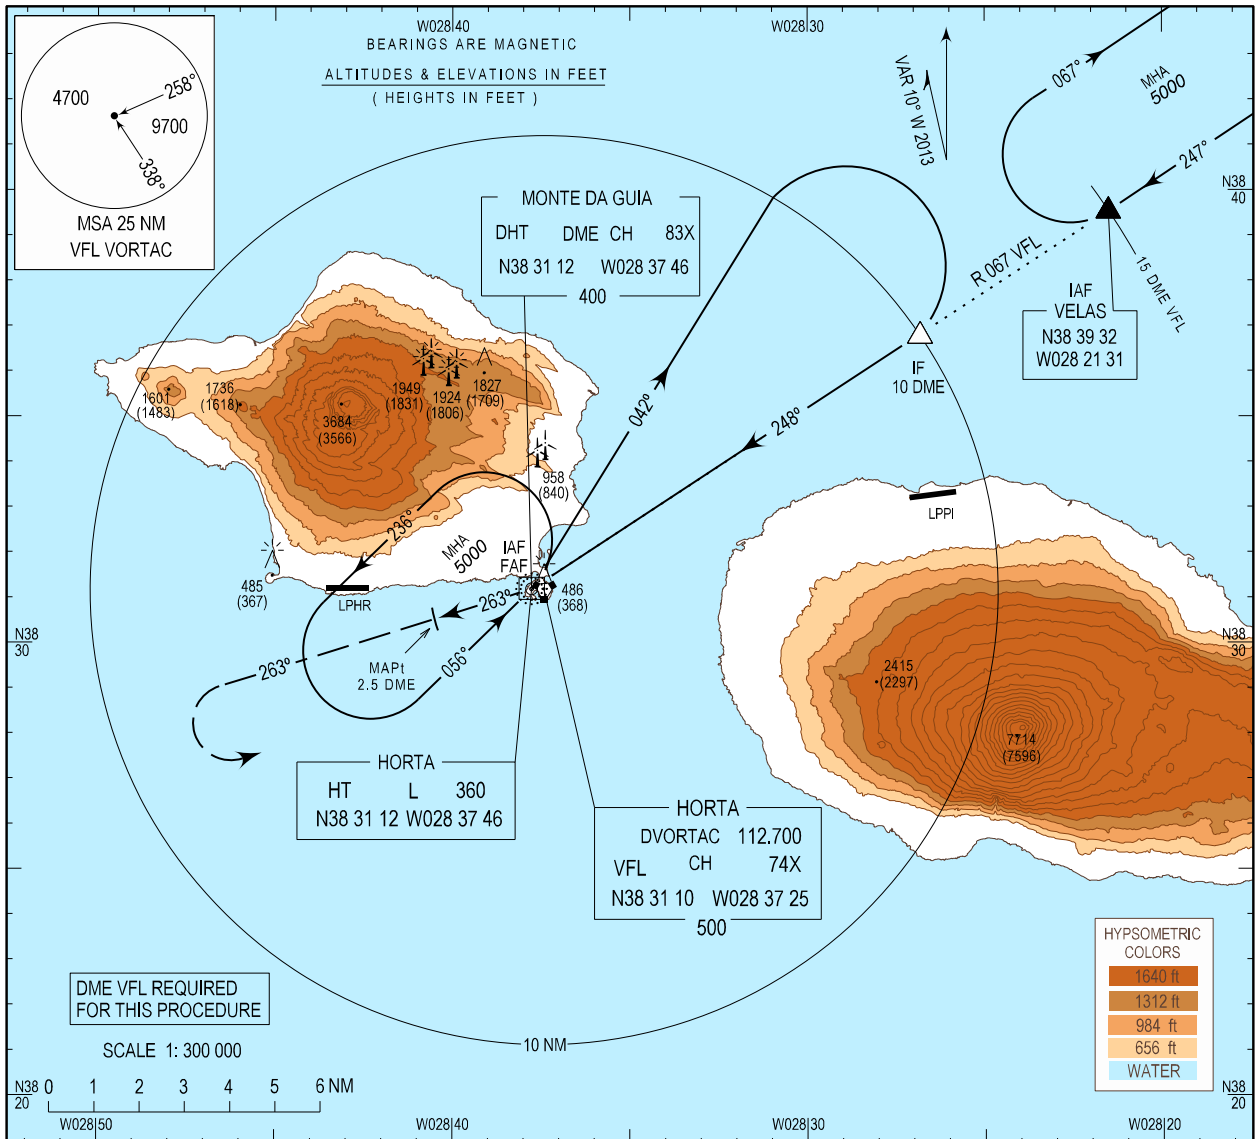 W028 40
W028 30
BEARINGS ARE MAGNETIC
ALTITUDES & ELEVATIONS IN FEET
( HEIGHTS IN FEET )
4700
258°
9700
338°
MSA 25 NM
VFL VORTAC
VAR 10° W 2013
067°
MHA
5000
247°
N38
40
MONTE DA GUIA
DHT DME CH 83X
N38 31 12 W028 37 46
400
R 067 VFL
15 DME VFL
IAF
VELAS
N38 39 32
W028 21 31
IF
10 DME
1601
(1483)
1736
(1618)
1949
(1831)
1924
(1806)
1827
(1709)
3684
(3566)
042°
248°
958
(840)
236°
MHA
5000
IAF
FAF
LPPI
485
(367)
LPHR
486
(368)
263°
MAPt
2.5 DME
056°
263°
N38
30
N38
30
2415
(2297)
7714
(7596)
HORTA
HT L 360
N38 31 12 W028 37 46
HORTA
DVORTAC 112.700
VFL CH 74X
N38 31 10 W028 37 25
500
DME VFL REQUIRED
FOR THIS PROCEDURE
SCALE 1: 300 000
0 1 2 3 4 5 6 NM
10 NM
HYPSOMETRIC
COLORS
1640 ft
1312 ft
984 ft
656 ft
WATER
N38
20
N38
20
W028 50
W028 40
W028 30
W028 20